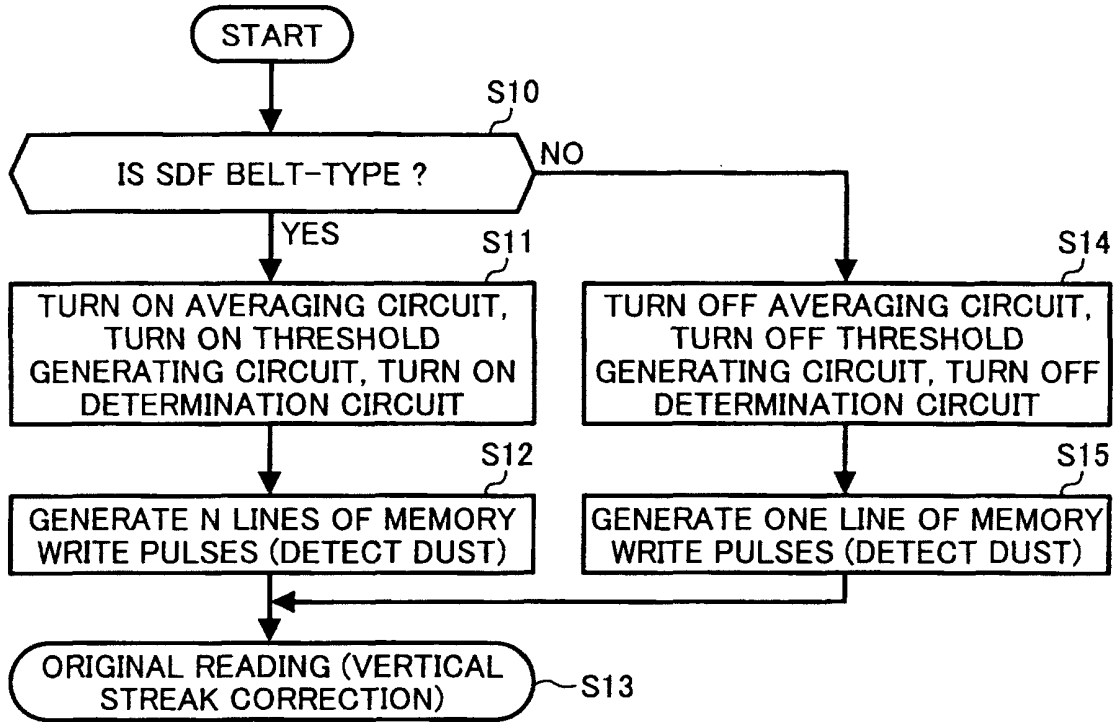 START
S10
IS SDF BELT-TYPE ?
NO
YES
S11
TURN ON AVERAGING CIRCUIT,
TURN ON THRESHOLD
GENERATING CIRCUIT, TURN ON
DETERMINATION CIRCUIT
S14
TURN OFF AVERAGING CIRCUIT,
TURN OFF THRESHOLD
GENERATING CIRCUIT, TURN OFF
DETERMINATION CIRCUIT
S12
GENERATE N LINES OF MEMORY
WRITE PULSES (DETECT DUST)
S15
GENERATE ONE LINE OF MEMORY
WRITE PULSES (DETECT DUST)
ORIGINAL READING (VERTICAL
STREAK CORRECTION)
S13